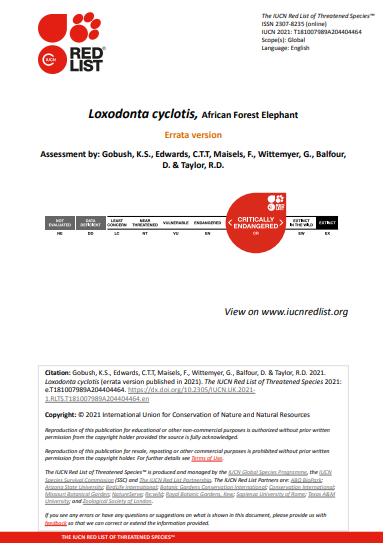 The IUCN Red List of Threatened Species™
ISSN 2307-8235 (online)
IUCN 2021: T181007989A204404464
Scope(s): Global
Language: English
IUCN
RED
LIST
Loxodonta cyclotis, African Forest Elephant
Errata version
Assessment by: Gobush, K.S., Edwards, C.T.T, Maisels, F., Wittemyer, G., Balfour,
D. & Taylor, R.D.
RED
LIST
NOT EVALUATED
DATA DEFICIENT
LEAST CONCERN
NEAR THREATENED
VULNERABLE
ENDANGERED
< CRITICALLY ENDANGERED >
EXTINCT IN THE WILD
EXTINCT
NE
DD
LC
NT
VU
EN
CR
EW
EX
View on www.iucnredlist.org
Citation: Gobush, K.S., Edwards, C.T.T, Maisels, F., Wittemyer, G., Balfour, D. & Taylor, R.D. 2021.
Loxodonta cyclotis (errata version published in 2021). The IUCN Red List of Threatened Species 2021:
e.T181007989A204404464. https://dx.doi.org/10.2305/IUCN.UK.2021-
1.RLTS.T181007989A204404464.en
Copyright: © 2021 International Union for Conservation of Nature and Natural Resources
Reproduction of this publication for educational or other non-commercial purposes is authorized without prior written
permission from the copyright holder provided the source is fully acknowledged.
Reproduction of this publication for resale, reposting or other commercial purposes is prohibited without prior written
permission from the copyright holder. For further details see Terms of Use.
The IUCN Red List of Threatened Species™ is produced and managed by the IUCN Global Species Programme, the IUCN
Species Survival Commission (SSC) and The IUCN Red List Partnership. The IUCN Red List Partners are: ABQ BioPark;
Arizona State University; BirdLife International; Botanic Gardens Conservation International; Conservation International;
Missouri Botanical Garden; NatureServe; Re:wild; Royal Botanic Gardens, Kew; Sapienza University of Rome; Texas A&M
University; and Zoological Society of London.
If you see any errors or have any questions or suggestions on what is shown in this document, please provide us with
feedback so that we can correct or extend the information provided.
THE IUCN RED LIST OF THREATENED SPECIES™